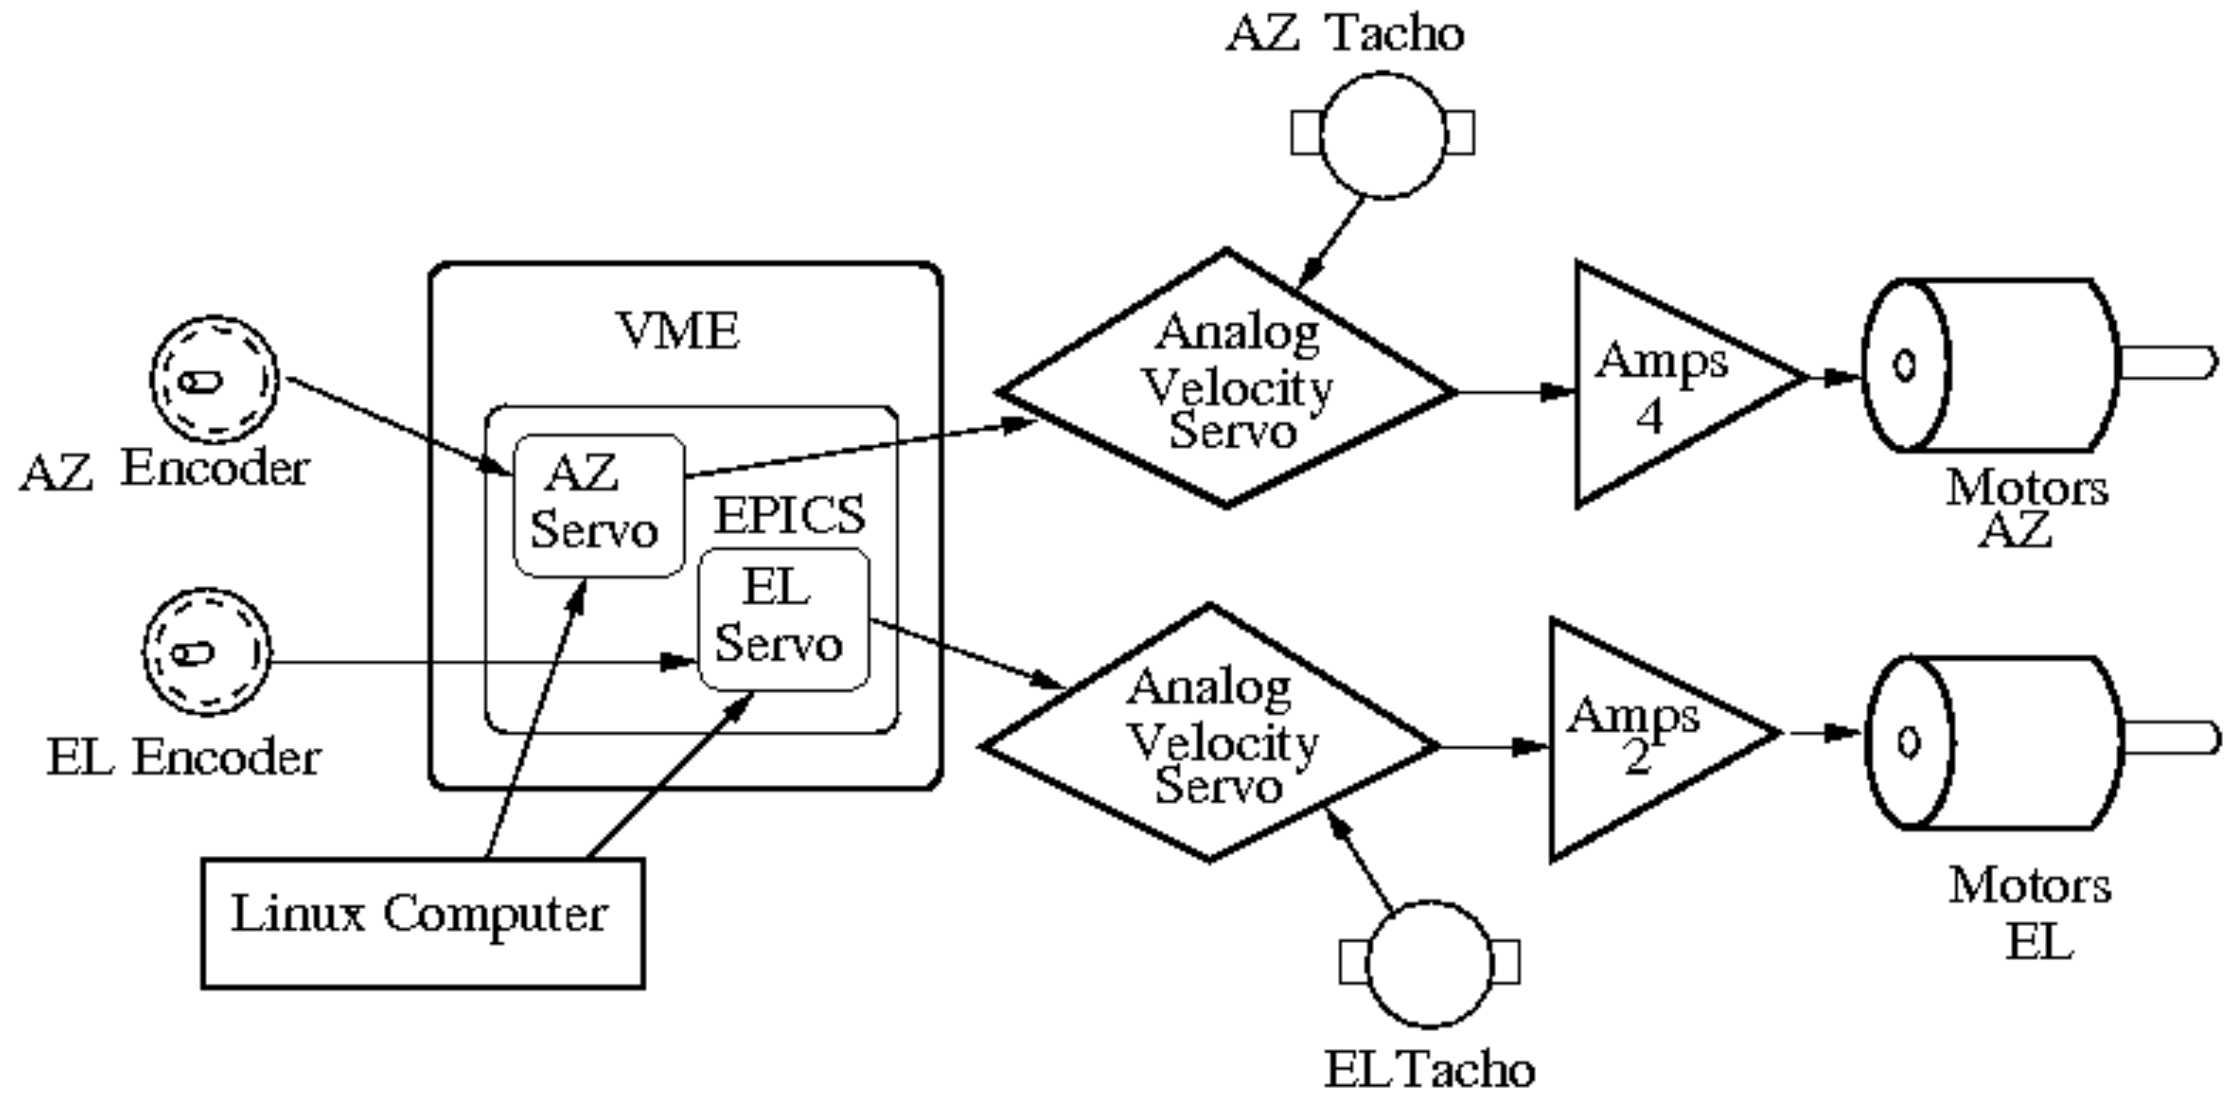 AZ Tacho
VME
Analog
Velocity
Servo
Amps
4
AZ Encoder
AZ
Servo
EPICS
Motors
AZ
EL
Servo
EL Encoder
Analog
Velocity
Servo
Amps
2
Motors
EL
Linux Computer
ELTacho